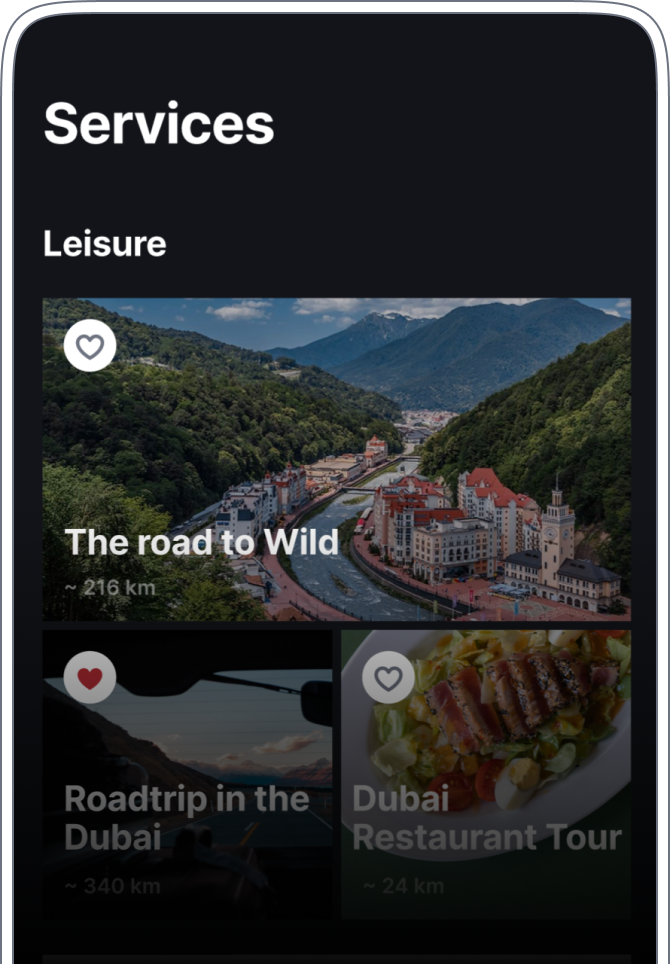 Services
Leisure
The road to Wild
~ 216 km
Roadtrip in the
Dubai
~ 340 km
Dubai
Restaurant Tour
~ 24 km